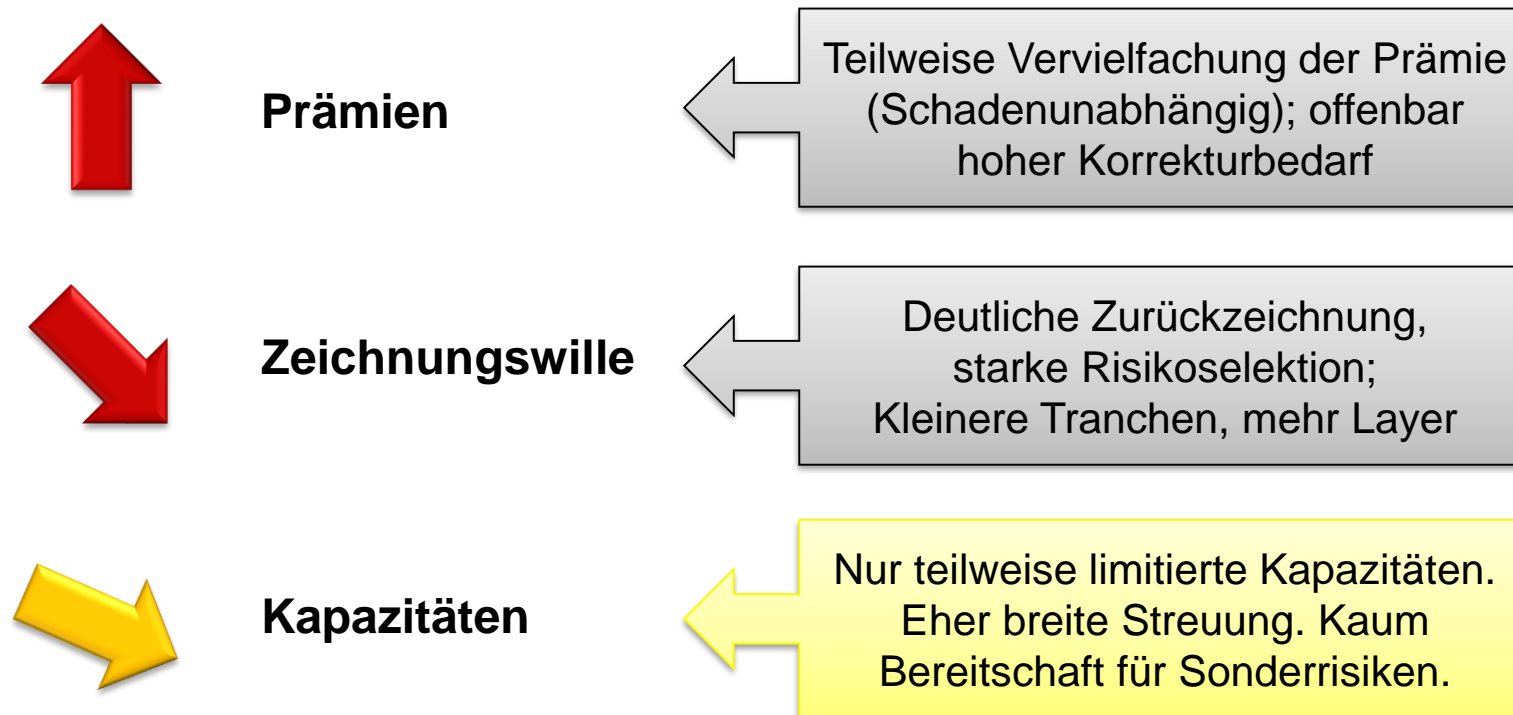 Prämien
Teilweise Vervielfachung der Prämie
(Schadenunabhängig); offenbar
hoher Korrekturbedarf
Zeichnungswille
Deutliche Zurückzeichnung,
starke Risikoselektion;
Kleinere Tranchen, mehr Layer
Kapazitäten
Nur teilweise limitierte Kapazitäten.
Eher breite Streuung. Kaum
Bereitschaft für Sonderrisiken.